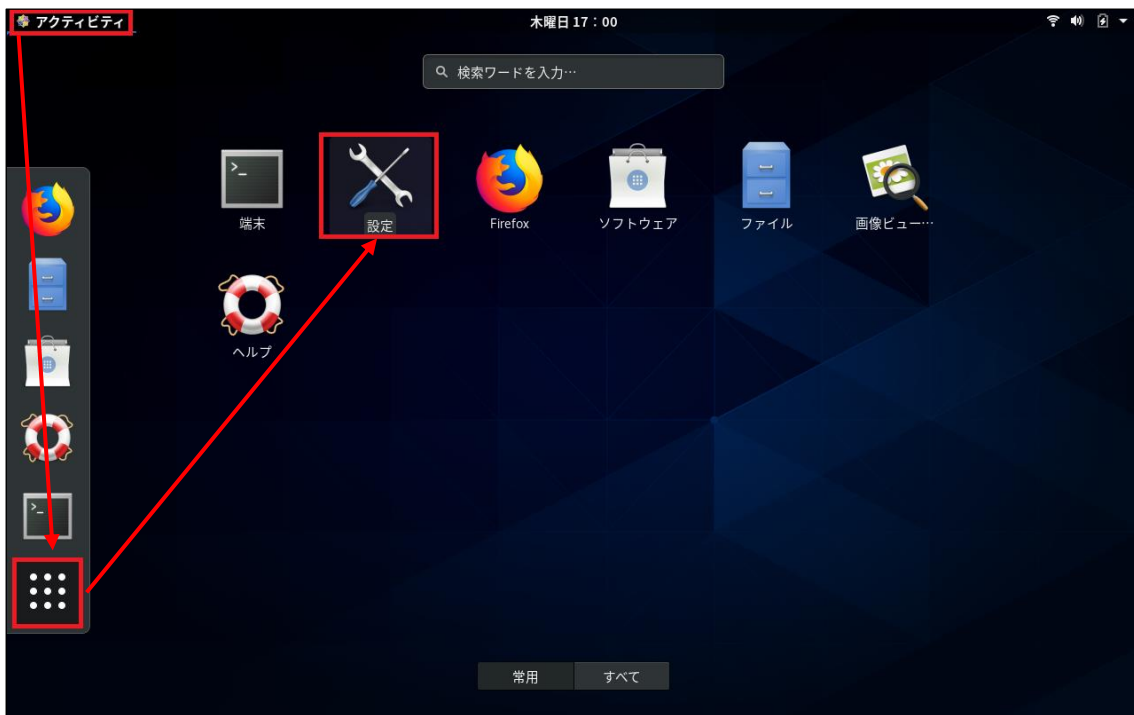 アクティビティ
木曜日 17：00
検索ワードを入力…
端末
設定
Firefox
ソフトウェア
ファイル
画像ビュー…
ヘルプ
常用
すべて